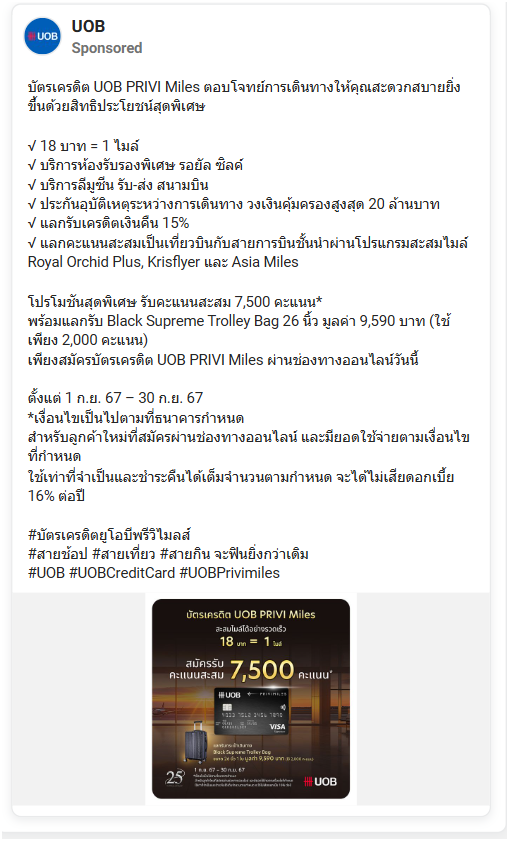 UOB
UOB
Sponsored
บัตรเครดิต UOB PRIVI Miles ตอบโจทย์การเดินทางให้คุณสะดวกสบายยิ่ง
ขึ้นด้วยสิทธิประโยชน์สุดพิเศษ
√ 18 บาท = 1 ไมล์
√ บริการห้องรับรองพิเศษ รอยัล ซิลค์
√ บริการลีมูซีน รับ-ส่ง สนามบิน
√ ประกันอุบัติเหตุระหว่างการเดินทาง วงเงินคุ้มครองสูงสุด 20 ล้านบาท
√ แลกรับเครดิตเงินคืน 15%
√ แลกคะแนนสะสมเป็นเที่ยวบินกับสายการบินชั้นนำผ่านโปรแกรมสะสมไมล์
Royal Orchid Plus, Krisflyer และ Asia Miles
โปรโมชันสุดพิเศษ รับคะแนนสะสม 7,500 คะแนน*
พร้อมแลกรับ Black Supreme Trolley Bag 26 นิ้ว มูลค่า 9,590 บาท (ใช้
เพียง 2,000 คะแนน)
เพียงสมัครบัตรเครดิต UOB PRIVI Miles ผ่านช่องทางออนไลน์วันนี้
ตั้งแต่ 1 ก.ย. 67 – 30 ก.ย. 67
*เงื่อนไขเป็นไปตามที่ธนาคารกำหนด
สำหรับลูกค้าใหม่ที่สมัครผ่านช่องทางออนไลน์ และมียอดใช้จ่ายตามเงื่อนไข
ที่กำหนด
ใช้เท่าที่จำเป็นและชำระคืนได้เต็มจำนวนตามกำหนด จะได้ไม่เสียดอกเบี้ย
16% ต่อปี
#บัตรเครดิตยูโอบีพรีวิไมลส์
#สายช้อป #สายเที่ยว #สายกิน จะฟินยิ่งกว่าเดิม
#UOB #UOBCreditCard #UOBPrivimiles
บัตรเครดิต UOB PRIVI Miles
สะสมไมล์ได้อย่างรวดเร็ว
18 บาท = 1 ไมล์
สมัครรับ
คะแนนสะสม 7,500 คะแนน*
UOB PRIVIMILES
VISA
Black Supreme Trolley Bag
ขนาด 26 นิ้ว 1 ใบ มูลค่า 9,590 บาท (ใช้ 2,000 คะแนน)
25
1 ก.ย. 67 - 30 ก.ย. 67
UOB